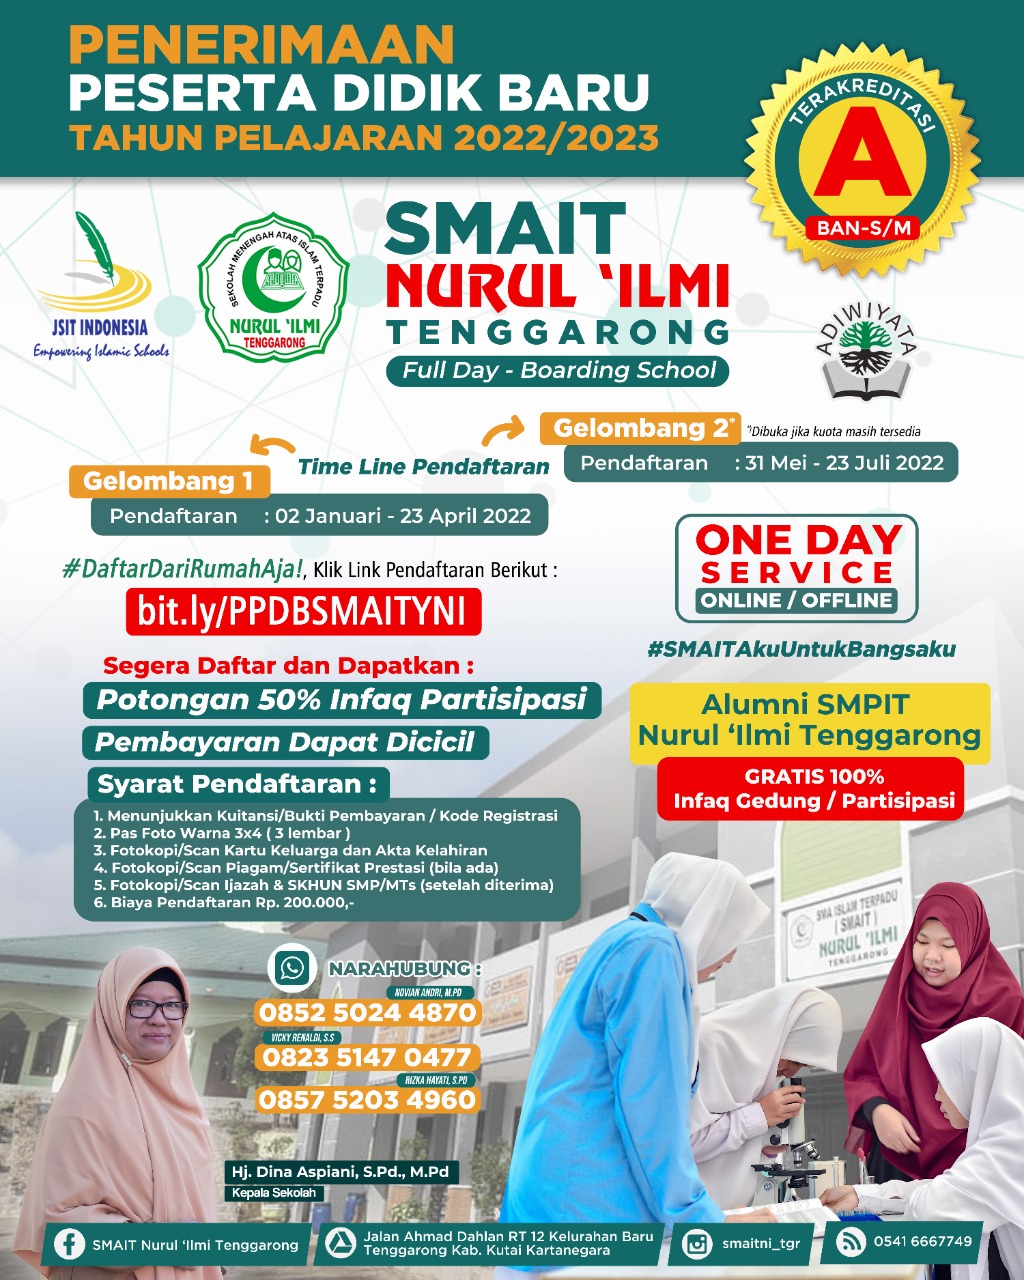 PENERIMAAN
PESERTA DIDIK BARU
TAHUN PELAJARAN 2022/2023
TERAKREDITASI
A
BAN-S/M
JSIT INDONESIA
Empowering Islamic Schools
SEKOLAH MENENGAH ATAS ISLAM TERPADU
NURUL 'ILMI
TENGGARONG
SMAIT
NURUL 'ILMI
TENGGARONG
Full Day - Boarding School
ADIWIYATA
Time Line Pendaftaran
Gelombang 1
Pendaftaran : 02 Januari - 23 April 2022
Gelombang 2*
*Dibuka jika kuota masih tersedia
Pendaftaran : 31 Mei - 23 Juli 2022
#DaftarDariRumahAja!, Klik Link Pendaftaran Berikut :
bit.ly/PPDBSMAITYNI
ONE DAY
SERVICE
ONLINE / OFFLINE
#SMAITAkuUntukBangsaku
Segera Daftar dan Dapatkan :
Potongan 50% Infaq Partisipasi
Pembayaran Dapat Dicicil
Alumni SMPIT
Nurul 'Ilmi Tenggarong
GRATIS 100%
Infaq Gedung / Partisipasi
Syarat Pendaftaran :
1. Menunjukkan Kuitansi/Bukti Pembayaran / Kode Registrasi
2. Pas Foto Warna 3x4 ( 3 lembar )
3. Fotokopi/Scan Kartu Keluarga dan Akta Kelahiran
4. Fotokopi/Scan Piagam/Sertifikat Prestasi (bila ada)
5. Fotokopi/Scan Ijazah & SKHUN SMP/MTs (setelah diterima)
6. Biaya Pendaftaran Rp. 200.000,-
NARAHUBUNG :
NOVIAN ANDRI, M.PD
0852 5024 4870
VICKY RENALDI, S.S
0823 5147 0477
RIZKA HAYATI, S.PD
0857 5203 4960
SMA ISLAM TERPADU
(SMAIT)
NURUL 'ILMI
TENGGARONG
Hj. Dina Aspiani, S.Pd., M.Pd
Kepala Sekolah
SMAIT Nurul 'Ilmi Tenggarong
Jalan Ahmad Dahlan RT 12 Kelurahan Baru
Tenggarong Kab. Kutai Kartanegara
smaitni_tgr
0541 6667749